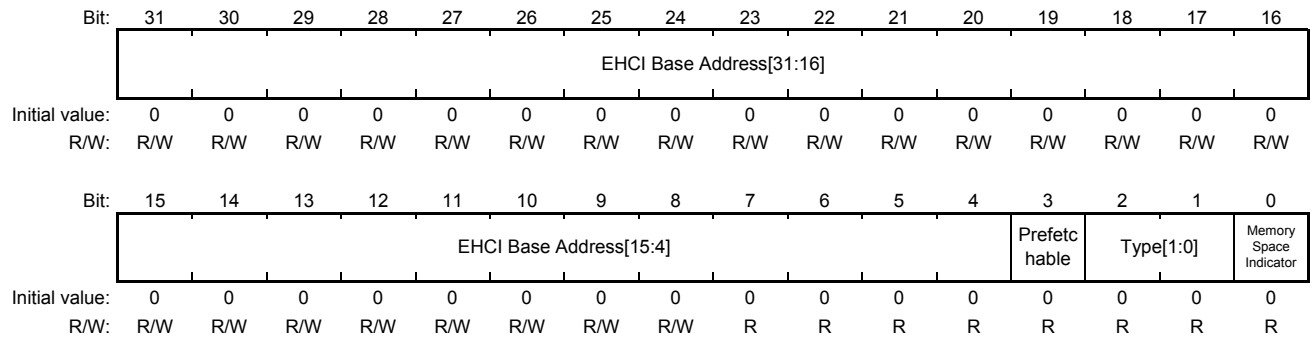 Bit: 31 30 29 28 27 26 25 24 23 22 21 20 19 18 17 16
EHCI Base Address[31:16]
Initial value: 0 0 0 0 0 0 0 0 0 0 0 0 0 0 0 0
R/W: R/W R/W R/W R/W R/W R/W R/W R/W R/W R/W R/W R/W R/W R/W R/W R/W
Bit: 15 14 13 12 11 10 9 8 7 6 5 4 3 2 1 0
EHCI Base Address[15:4]
Prefetc
hable
Type[1:0]
Memory
Space
Indicator
Initial value: 0 0 0 0 0 0 0 0 0 0 0 0 0 0 0 0
R/W: R/W R/W R/W R/W R/W R/W R/W R/W R R R R R R R R